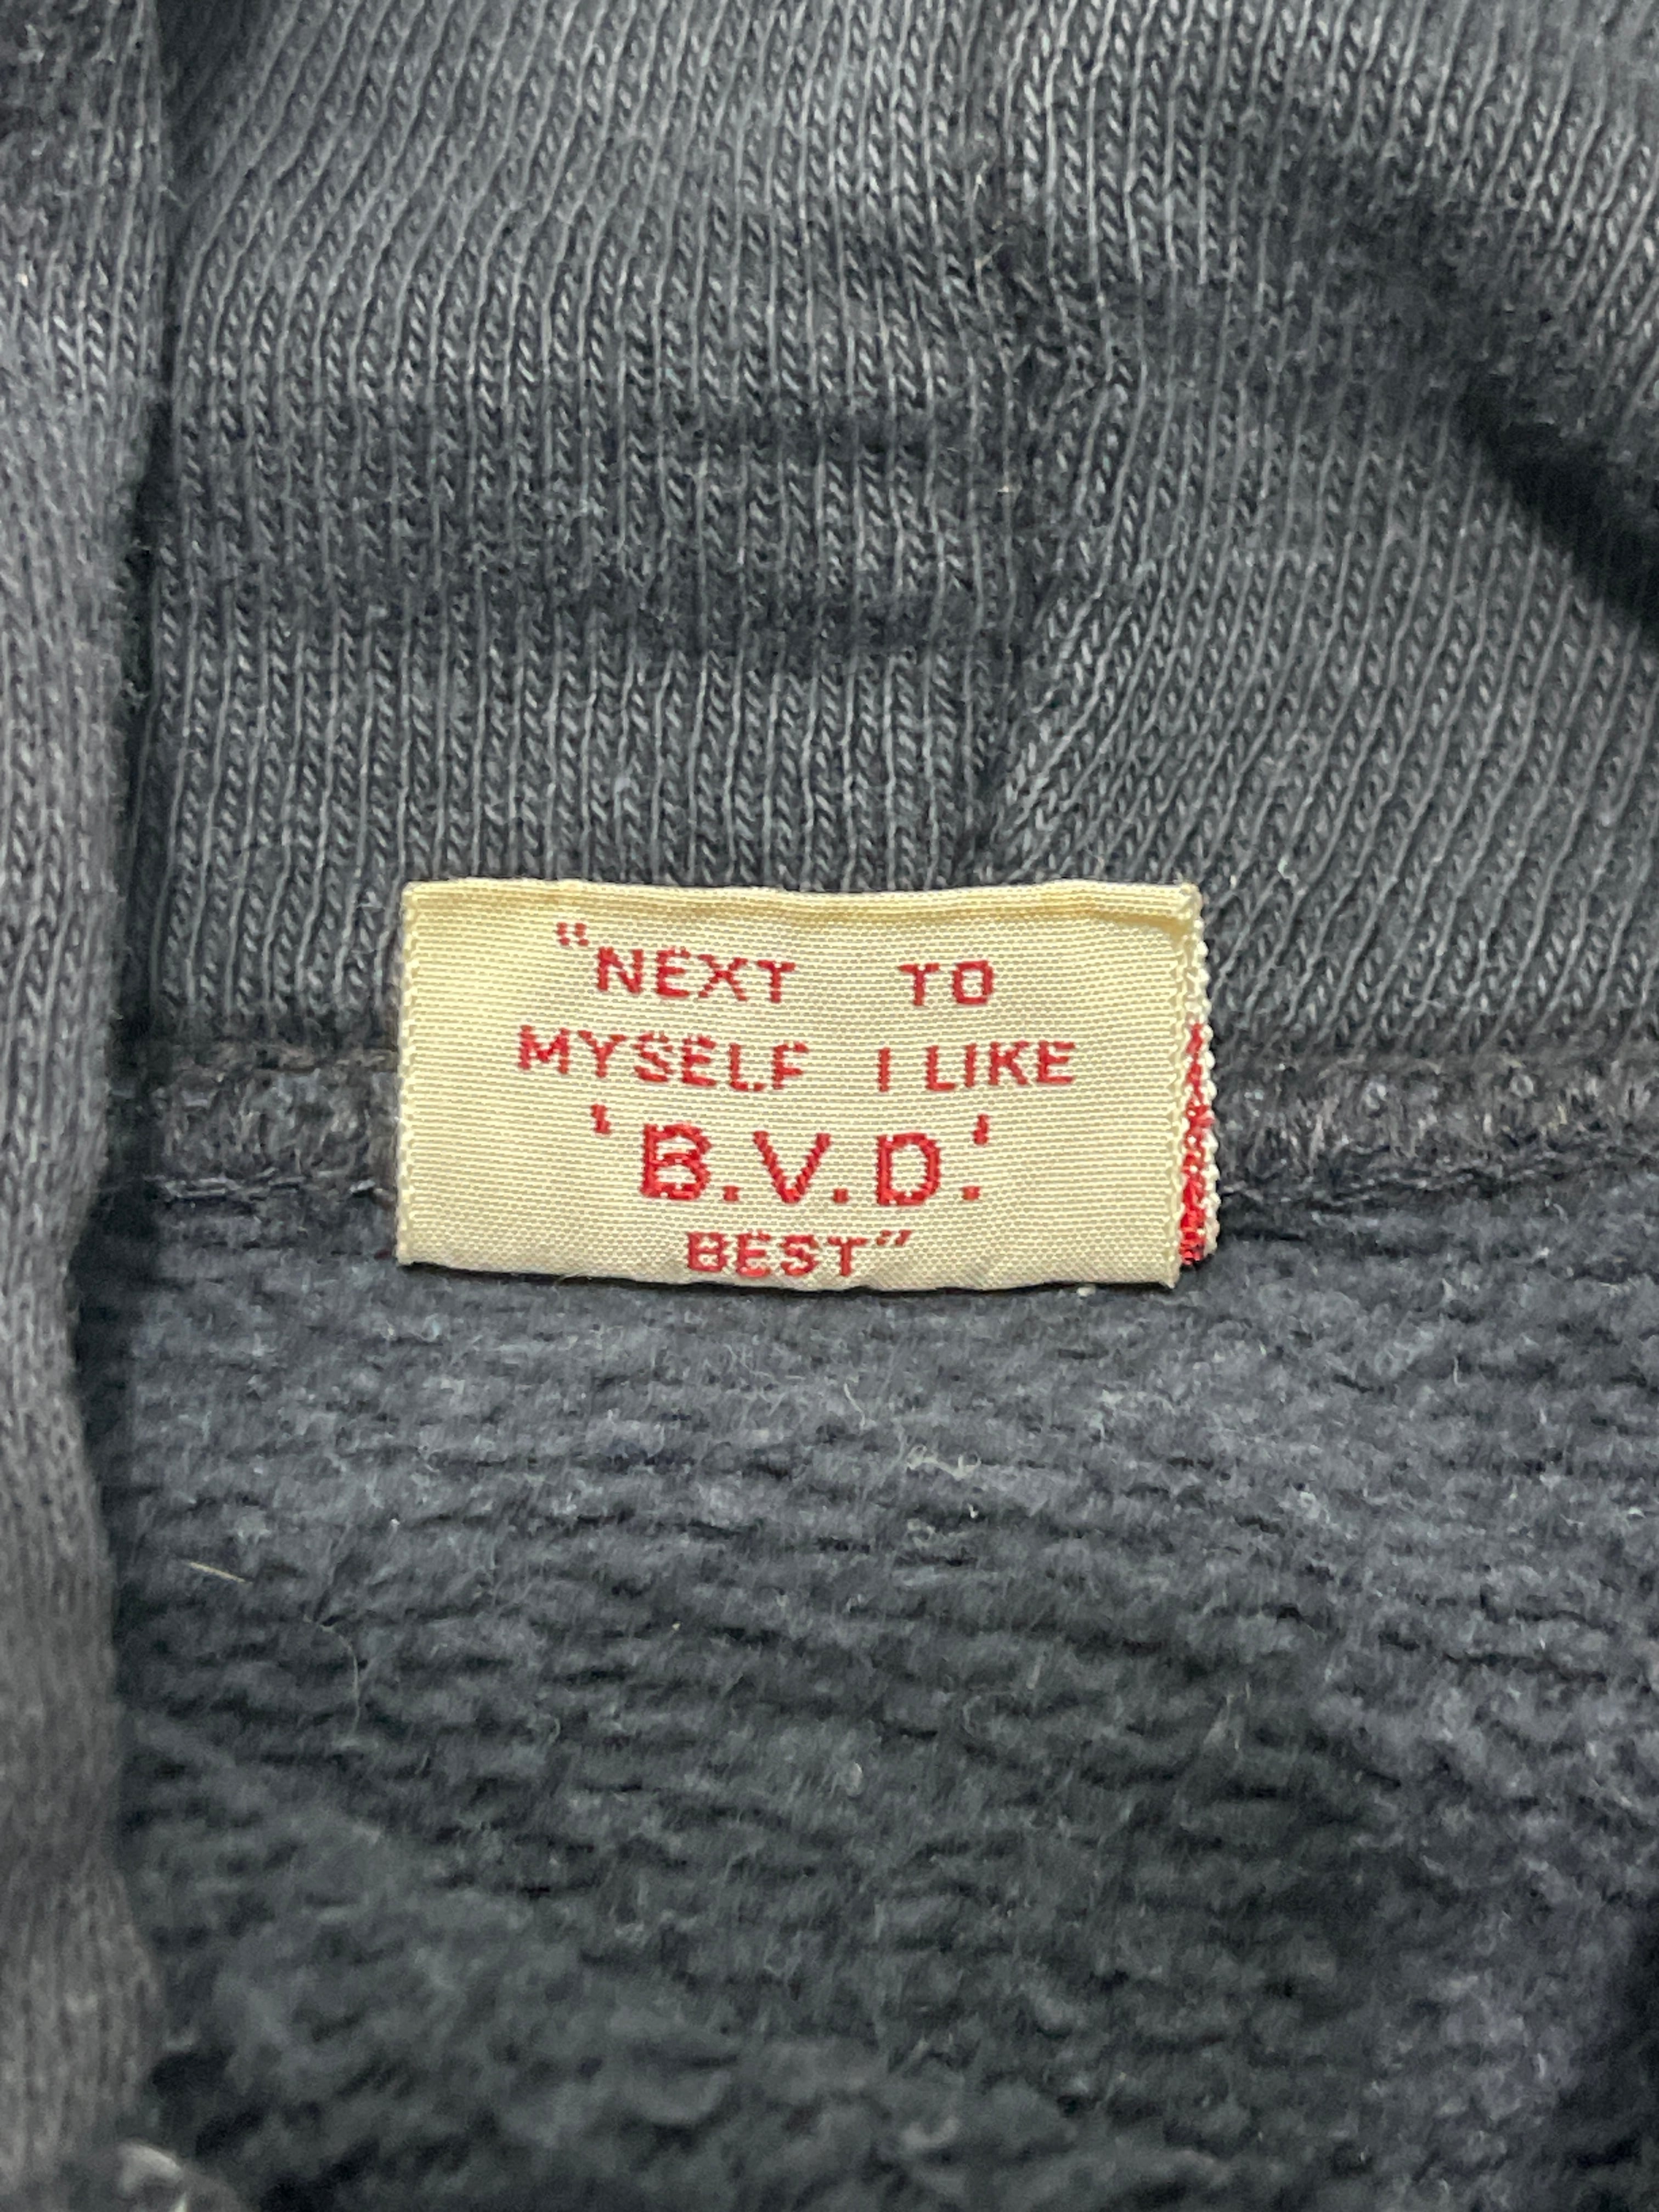 "NEXT TO
MYSELF I LIKE
'B.V.D.'
BEST"